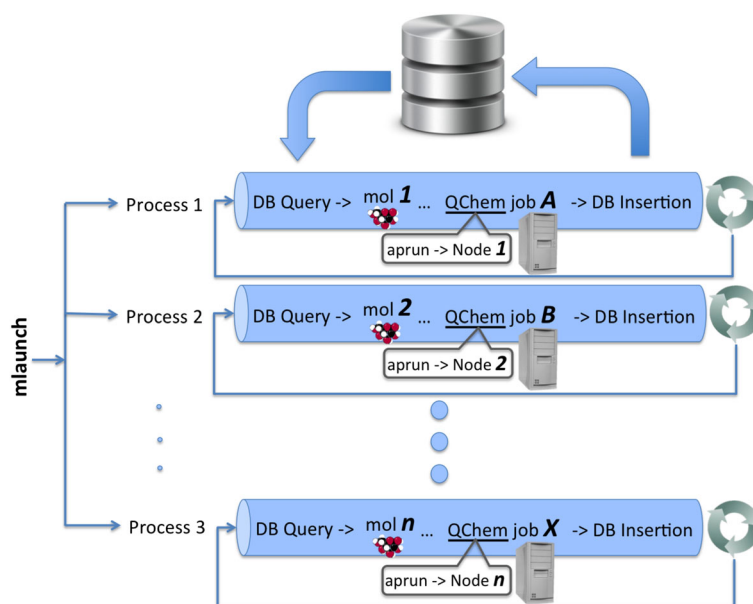 Process 1
DB Query -> mol 1 ... QChem job A -> DB Insertion
aprun -> Node 1
Process 2
DB Query -> mol 2 ... QChem job B -> DB Insertion
aprun -> Node 2
mlaunch
Process 3
DB Query -> mol n ... QChem job X -> DB Insertion
aprun -> Node n